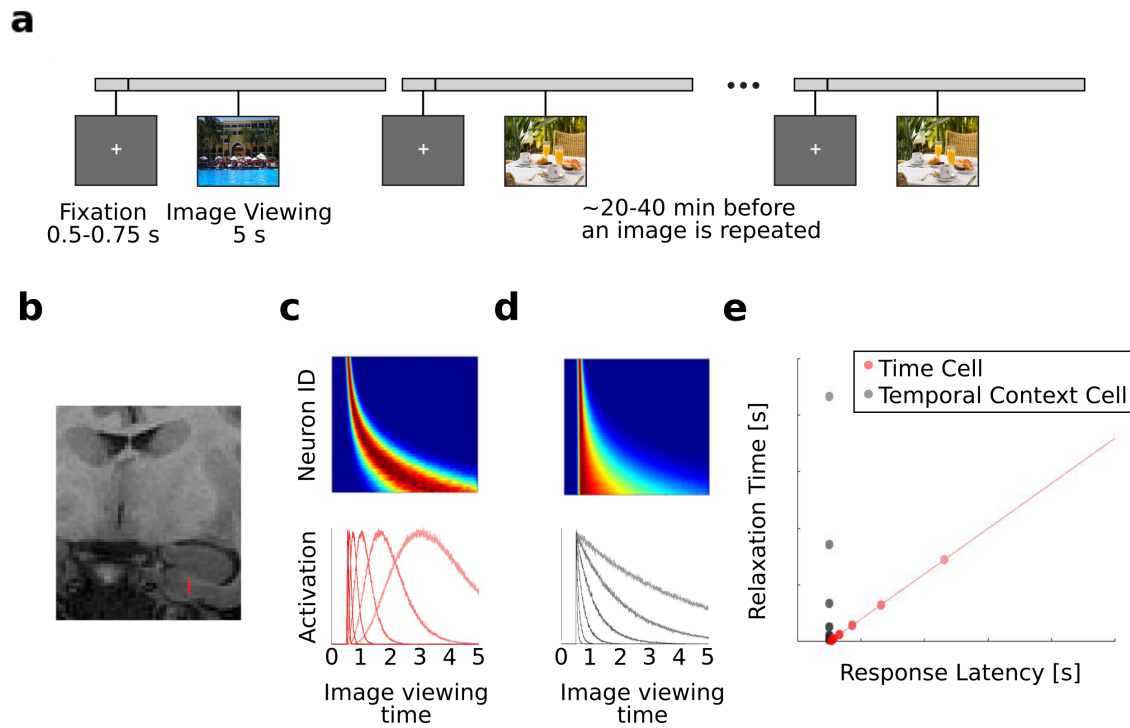 a
Fixation
0.5-0.75 s
Image Viewing
5 s
~20-40 min before
an image is repeated
b
c
Neuron ID
Activation
0 1 2 3 4 5
Image viewing
time
d
0 1 2 3 4 5
Image viewing
time
e
Time Cell
Temporal Context Cell
Relaxation Time [s]
Response Latency [s]